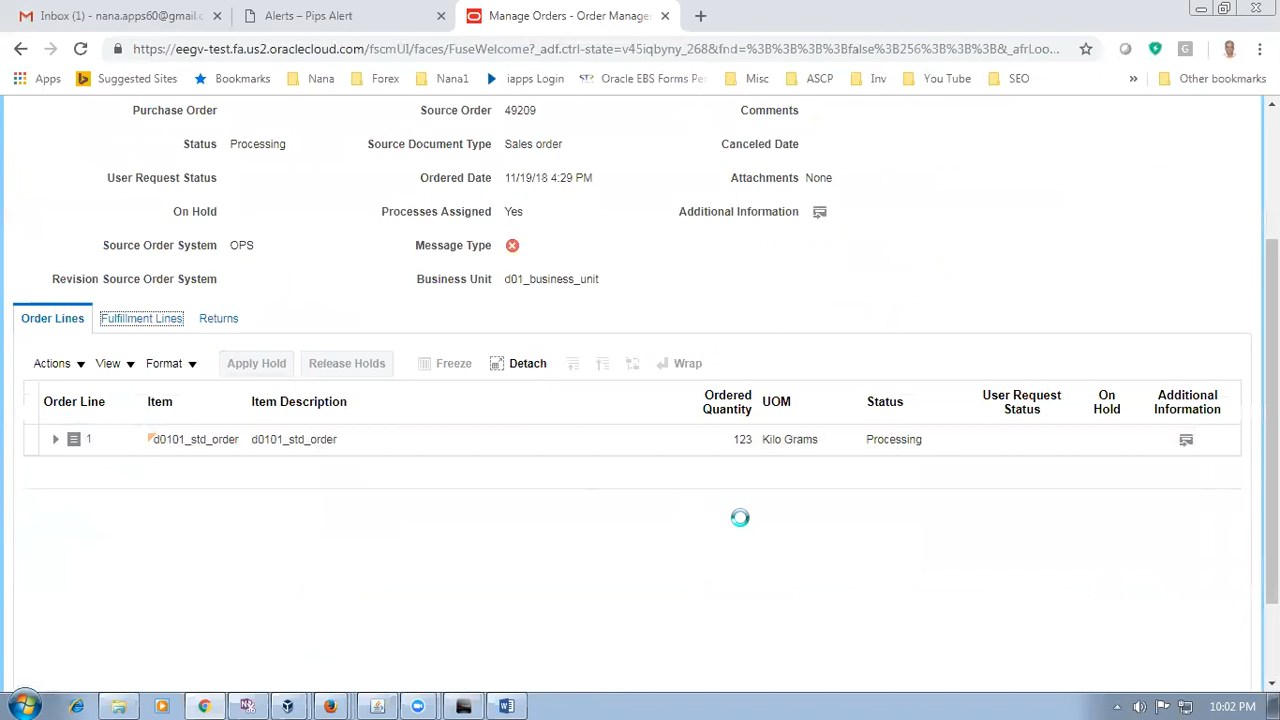 Inbox (1) - nana.apps60@gmail.c
Alerts – Pips Alert
Manage Orders - Order Manage
https://eegv-test.fa.us2.oraclecloud.com/fscmUI/faces/FuseWelcome?_adf.ctrl-state=v45iqbyny_268&fnd=%3B%3B%3B%3Bfalse%3B256%3B%3B%3B&_afrLoo...
Apps Suggested Sites Bookmarks Nana Forex Nana1 iapps Login Oracle EBS Forms Pe Misc ASCP Inv You Tube SEO » Other bookmarks
Purchase Order Source Order 49209 Comments
Status Processing Source Document Type Sales order Canceled Date
User Request Status Ordered Date 11/19/18 4:29 PM Attachments None
On Hold Processes Assigned Yes Additional Information
Source Order System OPS Message Type
Revision Source Order System Business Unit d01_business_unit
Order Lines Fulfillment Lines Returns
Actions View Format Apply Hold Release Holds Freeze Detach Wrap
Order Line Item Item Description Ordered Quantity UOM Status User Request Status On Hold Additional Information
1 d0101_std_order d0101_std_order 123 Kilo Grams Processing
10:02 PM